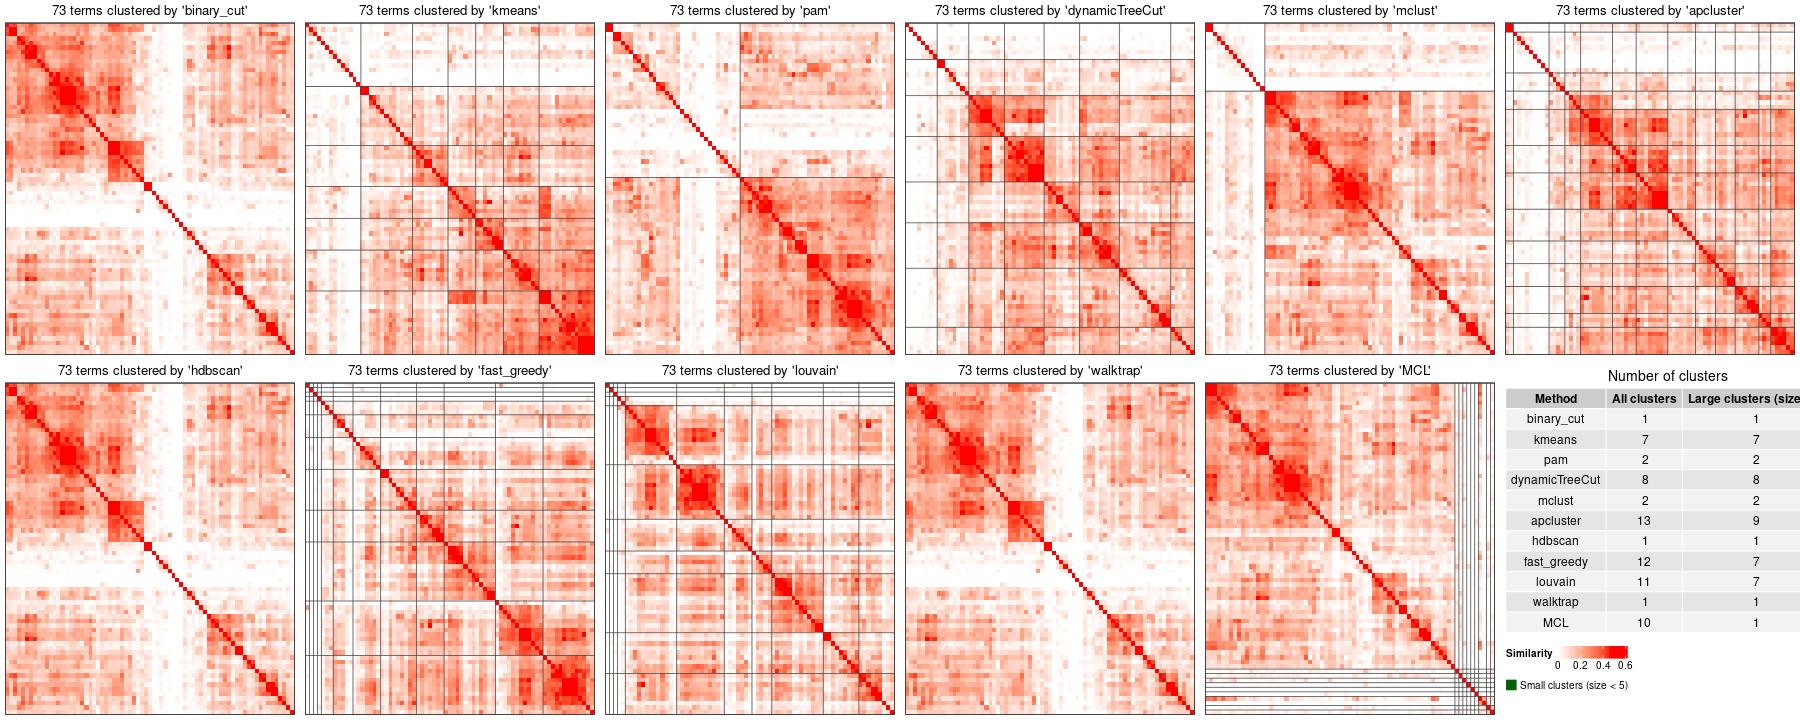 73 terms clustered by 'binary_cut'
73 terms clustered by 'kmeans'
73 terms clustered by 'pam'
73 terms clustered by 'dynamicTreeCut'
73 terms clustered by 'mclust'
73 terms clustered by 'apcluster'
73 terms clustered by 'hdbscan'
73 terms clustered by 'fast_greedy'
73 terms clustered by 'louvain'
73 terms clustered by 'walktrap'
73 terms clustered by 'MCL'
Number of clusters
Method All clusters Large clusters (size
binary_cut 1 1
kmeans 7 7
pam 2 2
dynamicTreeCut 8 8
mclust 2 2
apcluster 13 9
hdbscan 1 1
fast_greedy 12 7
louvain 11 7
walktrap 1 1
MCL 10 1
Similarity
0 0.2 0.4 0.6
Small clusters (size < 5)